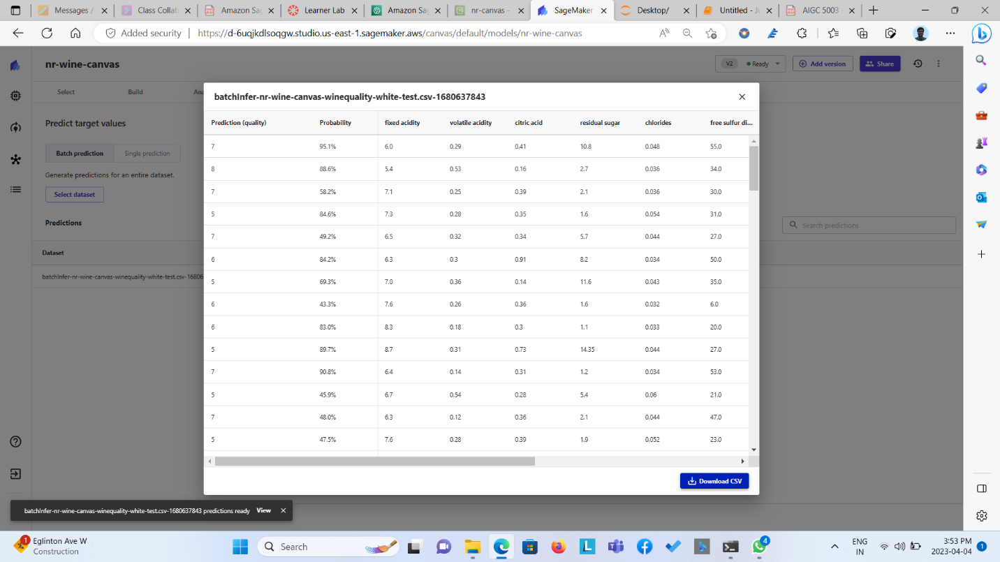 Messages /
Class Collab
Amazon Sag
Learner Lab
Amazon Sag
nr-canvas -
SageMaker
Desktop/
Untitled - Ju
AIGC 5003
Added security
https://d-6uqjkdlsoqgw.studio.us-east-1.sagemaker.aws/canvas/default/models/nr-wine-canvas
nr-wine-canvas
V2 Ready Add version Share
Select Build Ana
batchInfer-nr-wine-canvas-winequality-white-test.csv-1680637843
Predict target values
Batch prediction Single prediction
Generate predictions for an entire dataset.
Select dataset
Predictions
Search predictions
Dataset
batchInfer-nr-wine-canvas-winequality-white-test.csv-16806
Prediction (quality) Probability fixed acidity volatile acidity citric acid residual sugar chlorides free sulfur di...
7 95.1% 6.0 0.29 0.41 10.8 0.048 55.0
8 88.6% 5.4 0.53 0.16 2.7 0.036 34.0
7 58.2% 7.1 0.25 0.39 2.1 0.036 30.0
5 84.6% 7.3 0.28 0.35 1.6 0.054 31.0
7 49.2% 6.5 0.32 0.34 5.7 0.044 27.0
6 84.2% 6.3 0.3 0.91 8.2 0.034 50.0
5 69.3% 7.0 0.36 0.14 11.6 0.043 35.0
6 43.3% 7.6 0.26 0.36 1.6 0.032 6.0
6 83.0% 8.3 0.18 0.3 1.1 0.033 20.0
5 89.7% 8.7 0.31 0.73 14.35 0.044 27.0
7 90.8% 6.4 0.14 0.31 1.2 0.034 53.0
5 45.9% 6.7 0.54 0.28 5.4 0.06 21.0
7 48.0% 6.3 0.12 0.36 2.1 0.044 47.0
5 47.5% 7.6 0.28 0.39 1.9 0.052 23.0
Download CSV
batchInfer-nr-wine-canvas-winequality-white-test.csv-1680637843 predictions ready View
1
Eglinton Ave W
Construction
Search
4
ENG
IN
3:53 PM
2023-04-04
1